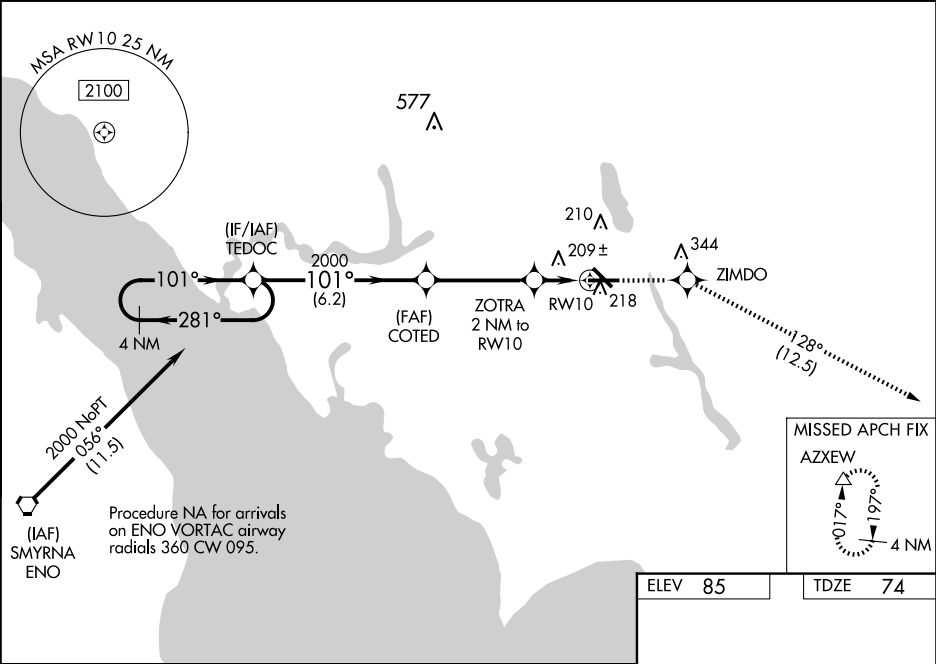 MSA RW10 25 NM
2100
577
(IF/IAF)
TEDOC
210
209 ±
344
101°
2000
101°
(6.2)
ZIMDO
281°
4 NM
(FAF)
COTED
ZOTRA
2 NM to
RW10
RW10
218
128°
(12.5)
2000 NoPT
056°
(11.5)
(IAF)
SMYRNA
ENO
Procedure NA for arrivals
on ENO VORTAC airway
radials 360 CW 095.
MISSED APCH FIX
AZXEW
017°
197°
4 NM
ELEV 85
TDZE 74